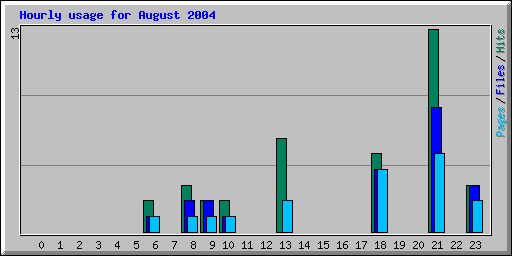 Hourly usage for August 2004
13
Pages/Files/Hits
0 1 2 3 4 5 6 7 8 9 10 11 12 13 14 15 16 17 18 19 20 21 22 23